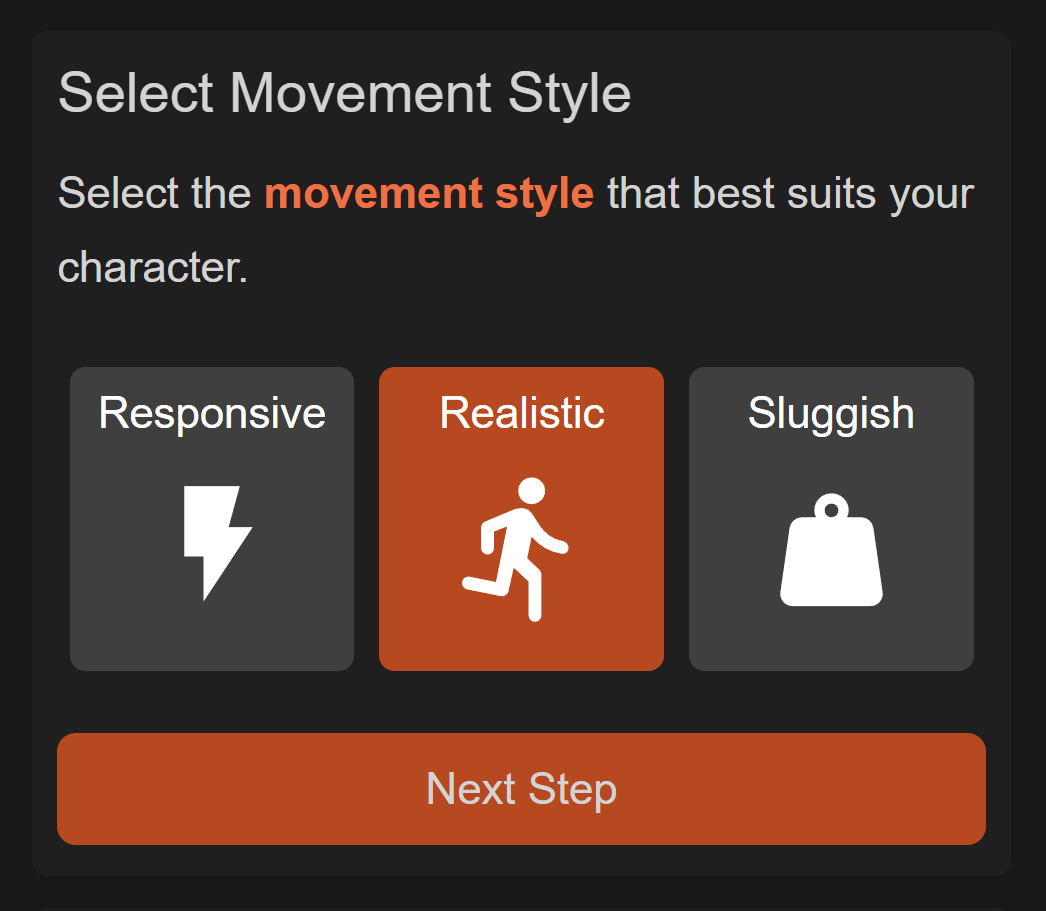 Select Movement Style
Select the movement style that best suits your
character.
Responsive
Realistic
Sluggish
Next Step